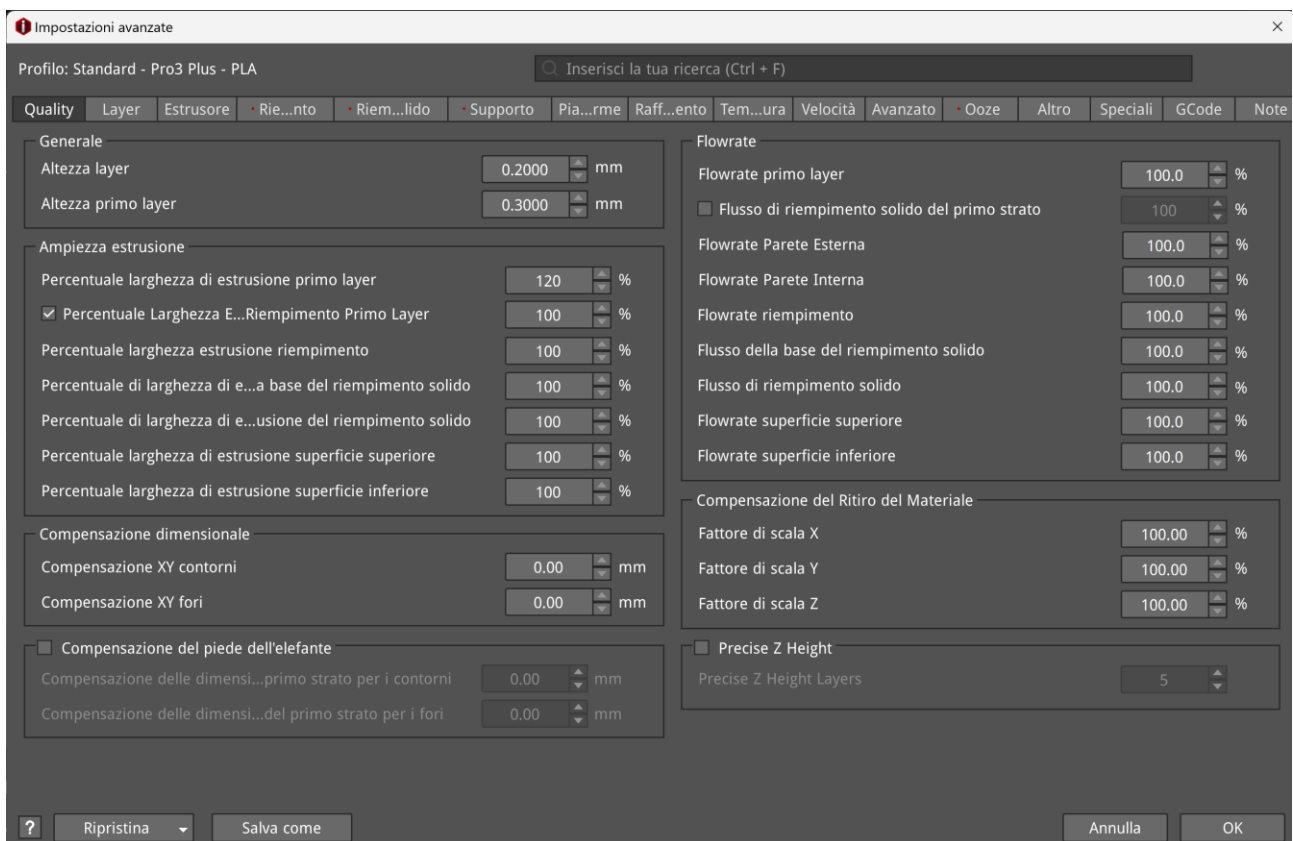 Impostazioni avanzate
Profilo: Standard - Pro3 Plus - PLA
Inserisci la tua ricerca (Ctrl + F)
Quality Layer Estrusore Rie...nto Riem...lido Supporto Pia...rme Raff...ento Tem...ura Velocità Avanzato Ooze Altro Speciali GCode Note
Generale
Altezza layer 0.2000 mm
Altezza primo layer 0.3000 mm
Ampiezza estrusione
Percentuale larghezza di estrusione primo layer 120 %
Percentuale Larghezza E...Riempimento Primo Layer 100 %
Percentuale larghezza estrusione riempimento 100 %
Percentuale di larghezza di e...a base del riempimento solido 100 %
Percentuale di larghezza di e...usione del riempimento solido 100 %
Percentuale larghezza di estrusione superficie superiore 100 %
Percentuale larghezza di estrusione superficie inferiore 100 %
Compensazione dimensionale
Compensazione XY contorni 0.00 mm
Compensazione XY fori 0.00 mm
Compensazione del piede dell'elefante
Compensazione delle dimensi...primo strato per i contorni 0.00 mm
Compensazione delle dimensi...del primo strato per i fori 0.00 mm
Flowrate
Flowrate primo layer 100.0 %
Flusso di riempimento solido del primo strato 100 %
Flowrate Parete Esterna 100.0 %
Flowrate Parete Interna 100.0 %
Flowrate riempimento 100.0 %
Flusso della base del riempimento solido 100.0 %
Flusso di riempimento solido 100.0 %
Flowrate superficie superiore 100.0 %
Flowrate superficie inferiore 100.0 %
Compensazione del Ritiro del Materiale
Fattore di scala X 100.00 %
Fattore di scala Y 100.00 %
Fattore di scala Z 100.00 %
Precise Z Height
Precise Z Height Layers 5
? Ripristina Salva come Annulla OK